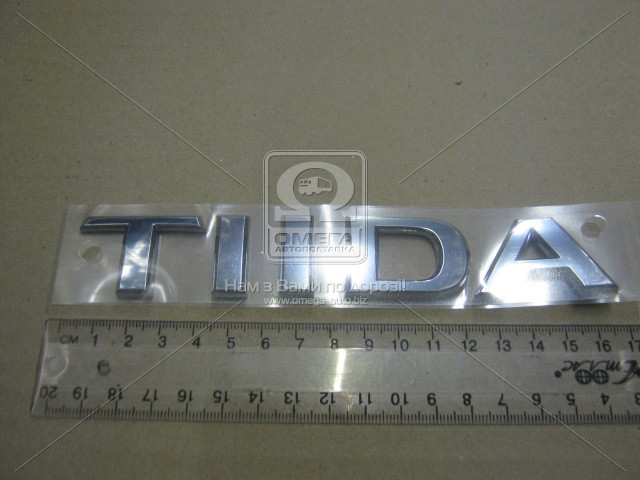 TIIDA
ОМЕГА
АВТОПОСТАВКА
Нам з Вами по дорозі!
www.omega-auto.biz
СМ 1 2 3 4 5 6 7 8 9 10 11 12 13 14 15 16 17
20 19 18 17 16 15 14 13 12 11 10 9 8 7 6 5 4 3